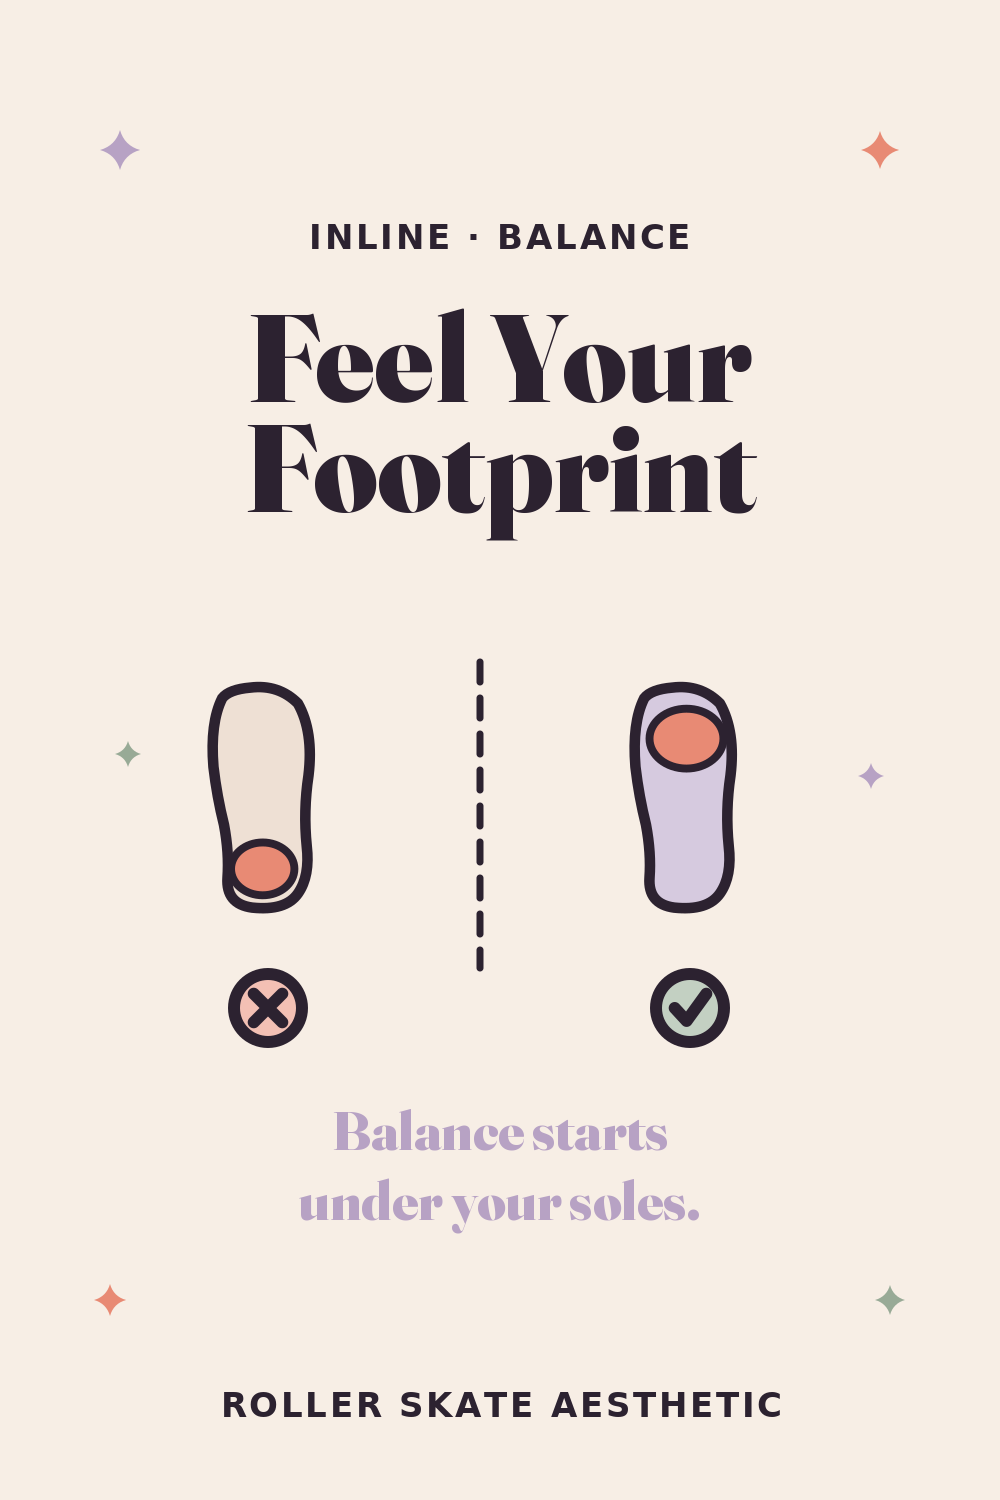 INLINE · BALANCE
Feel Your
Footprint
Balance starts
under your soles.
ROLLER SKATE AESTHETIC